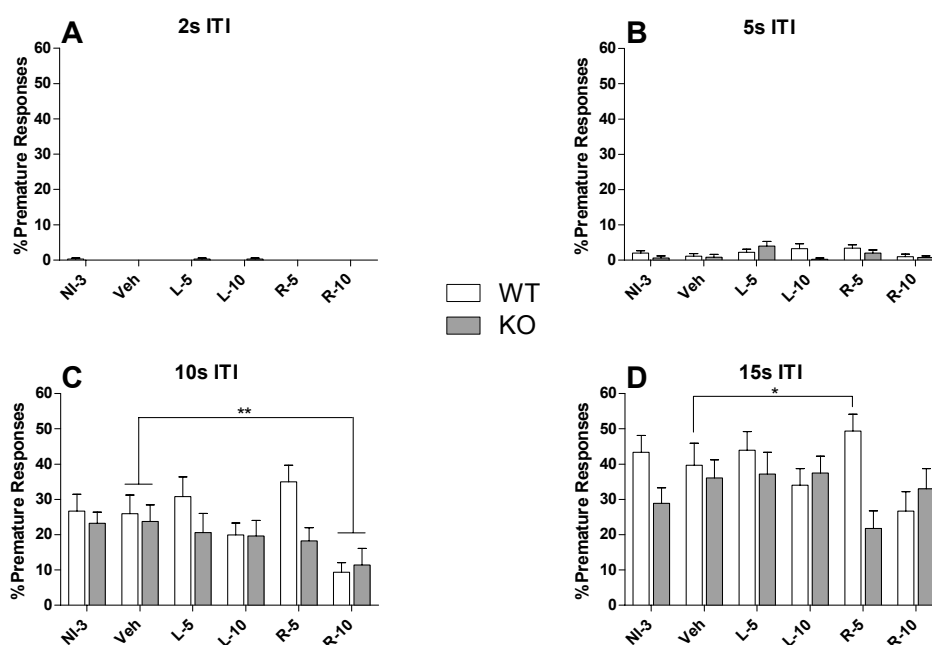 A
2s ITI
%Premature Responses
60
50
40
30
20
10
0
NI-3
Veh
L-5
L-10
R-5
R-10
B
5s ITI
%Premature Responses
60
50
40
30
20
10
0
NI-3
Veh
L-5
L-10
R-5
R-10
WT
KO
C
10s ITI
%Premature Responses
60
50
40
30
20
10
0
**
NI-3
Veh
L-5
L-10
R-5
R-10
D
15s ITI
%Premature Responses
60
50
40
30
20
10
0
*
NI-3
Veh
L-5
L-10
R-5
R-10